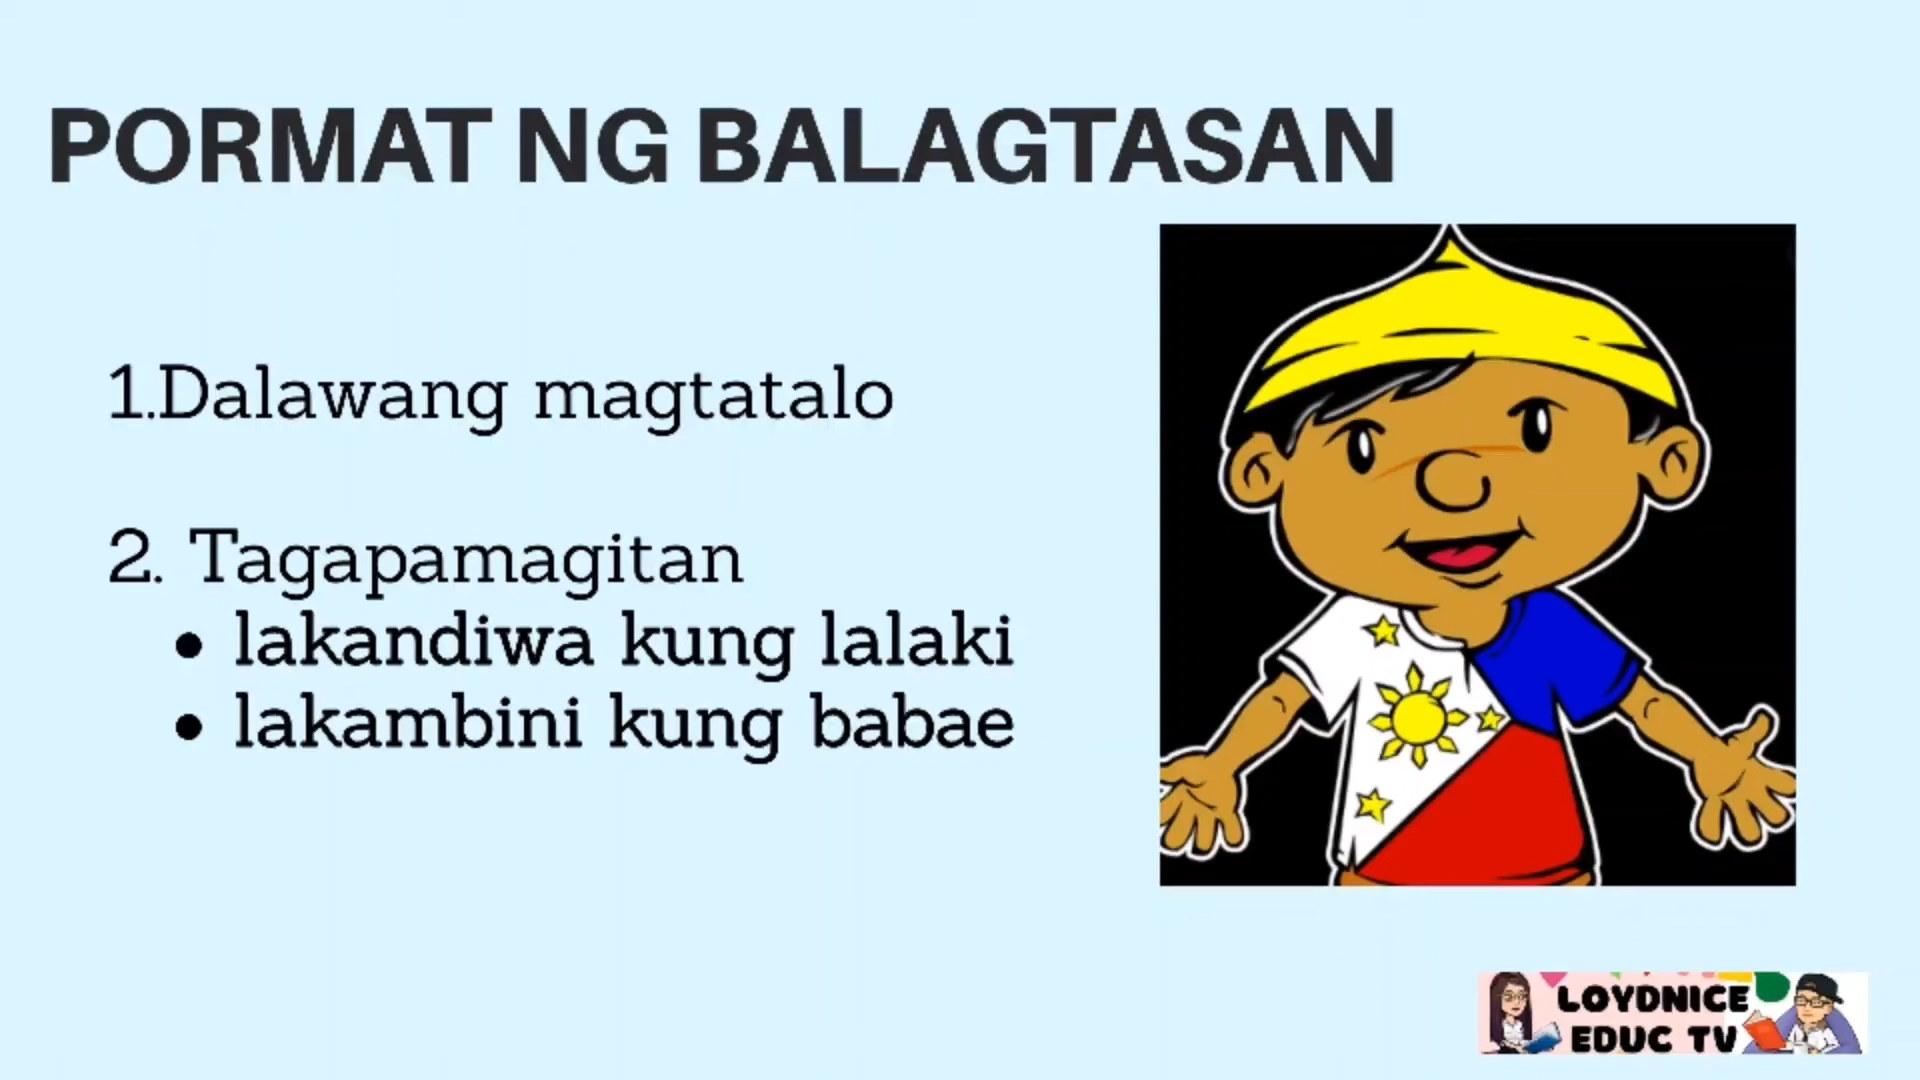 PORMAT NG BALAGTASAN
1.Dalawang magtatalo
2. Tagapamagitan
• lakandiwa kung lalaki
• lakambini kung babae
LOYDNICE
EDUC TV